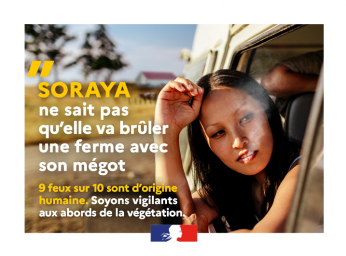 SORAYA
ne sait pas
qu'elle va brûler
une ferme avec
son mégot
9 feux sur 10 sont d'origine
humaine. Soyons vigilants
aux abords de la végétation.